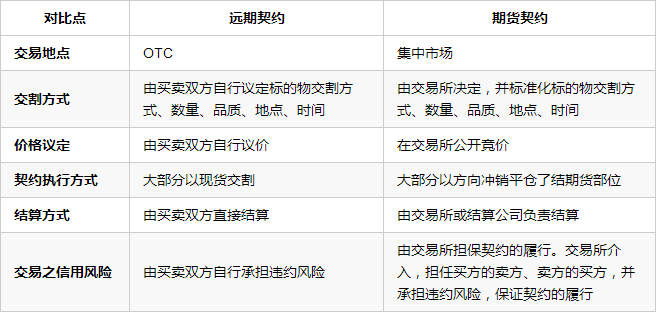 对比点 远期契约 期货契约
交易地点 OTC 集中市场
交割方式 由买卖双方自行议定标的物交割方
式、数量、品质、地点、时间
由交易所决定，并标准化标的物交割
方式、数量、品质、地点、时间
价格议定 由买卖双方自行议价 在交易所公开竞价
契约执行方式 大部分以现货交割 大部分以方向冲销平仓了结期货部位
结算方式 由买卖双方直接结算 由交易所或结算公司负责结算
交易之信用风险 由买卖双方自行承担违约风险
由交易所担保契约的履行。交易所介
入，担任买方的卖方、卖方的买方，并
承担违约风险，保证契约的履行